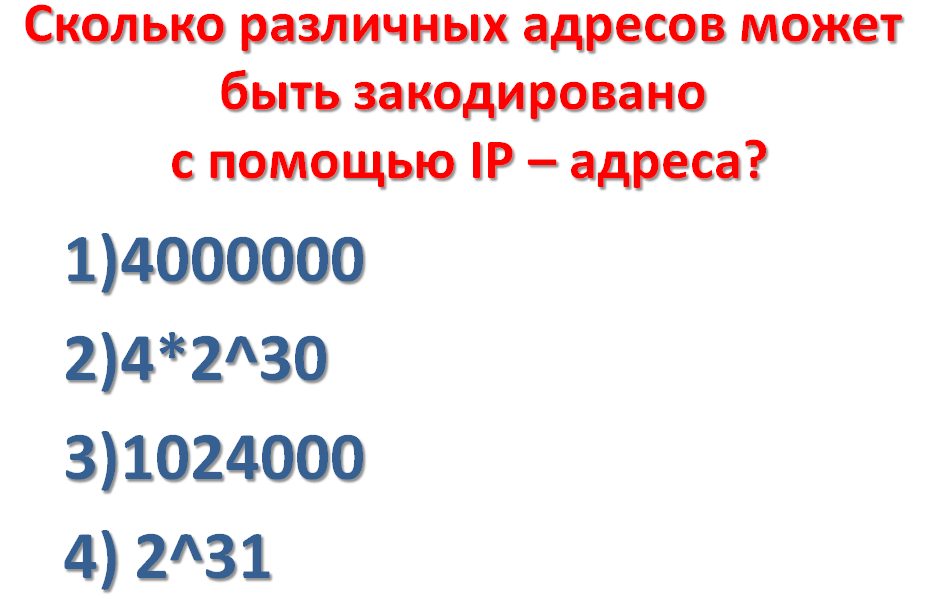 Сколько различных адресов может
быть закодировано
с помощью IP – адреса?
1)4000000
2)4*2^30
3)1024000
4) 2^31